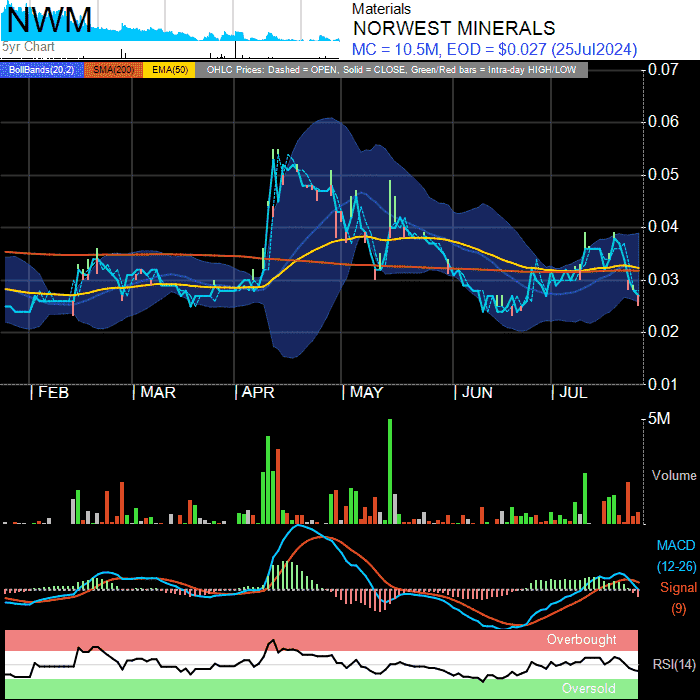 NWM
5yr Chart
Materials
NORWEST MINERALS
MC = 10.5M, EOD = $0.027 (25Jul2024)
BollBands(20,2) SMA(200) EMA(50) OHLC Prices: Dashed = OPEN, Solid = CLOSE, Green/Red bars = Intra-day HIGH/LOW
0.07
0.06
0.05
0.04
0.03
0.02
0.01
FEB MAR APR MAY JUN JUL
5M
Volume
MACD
(12-26)
Signal
(9)
Overbought
RSI(14)
Oversold